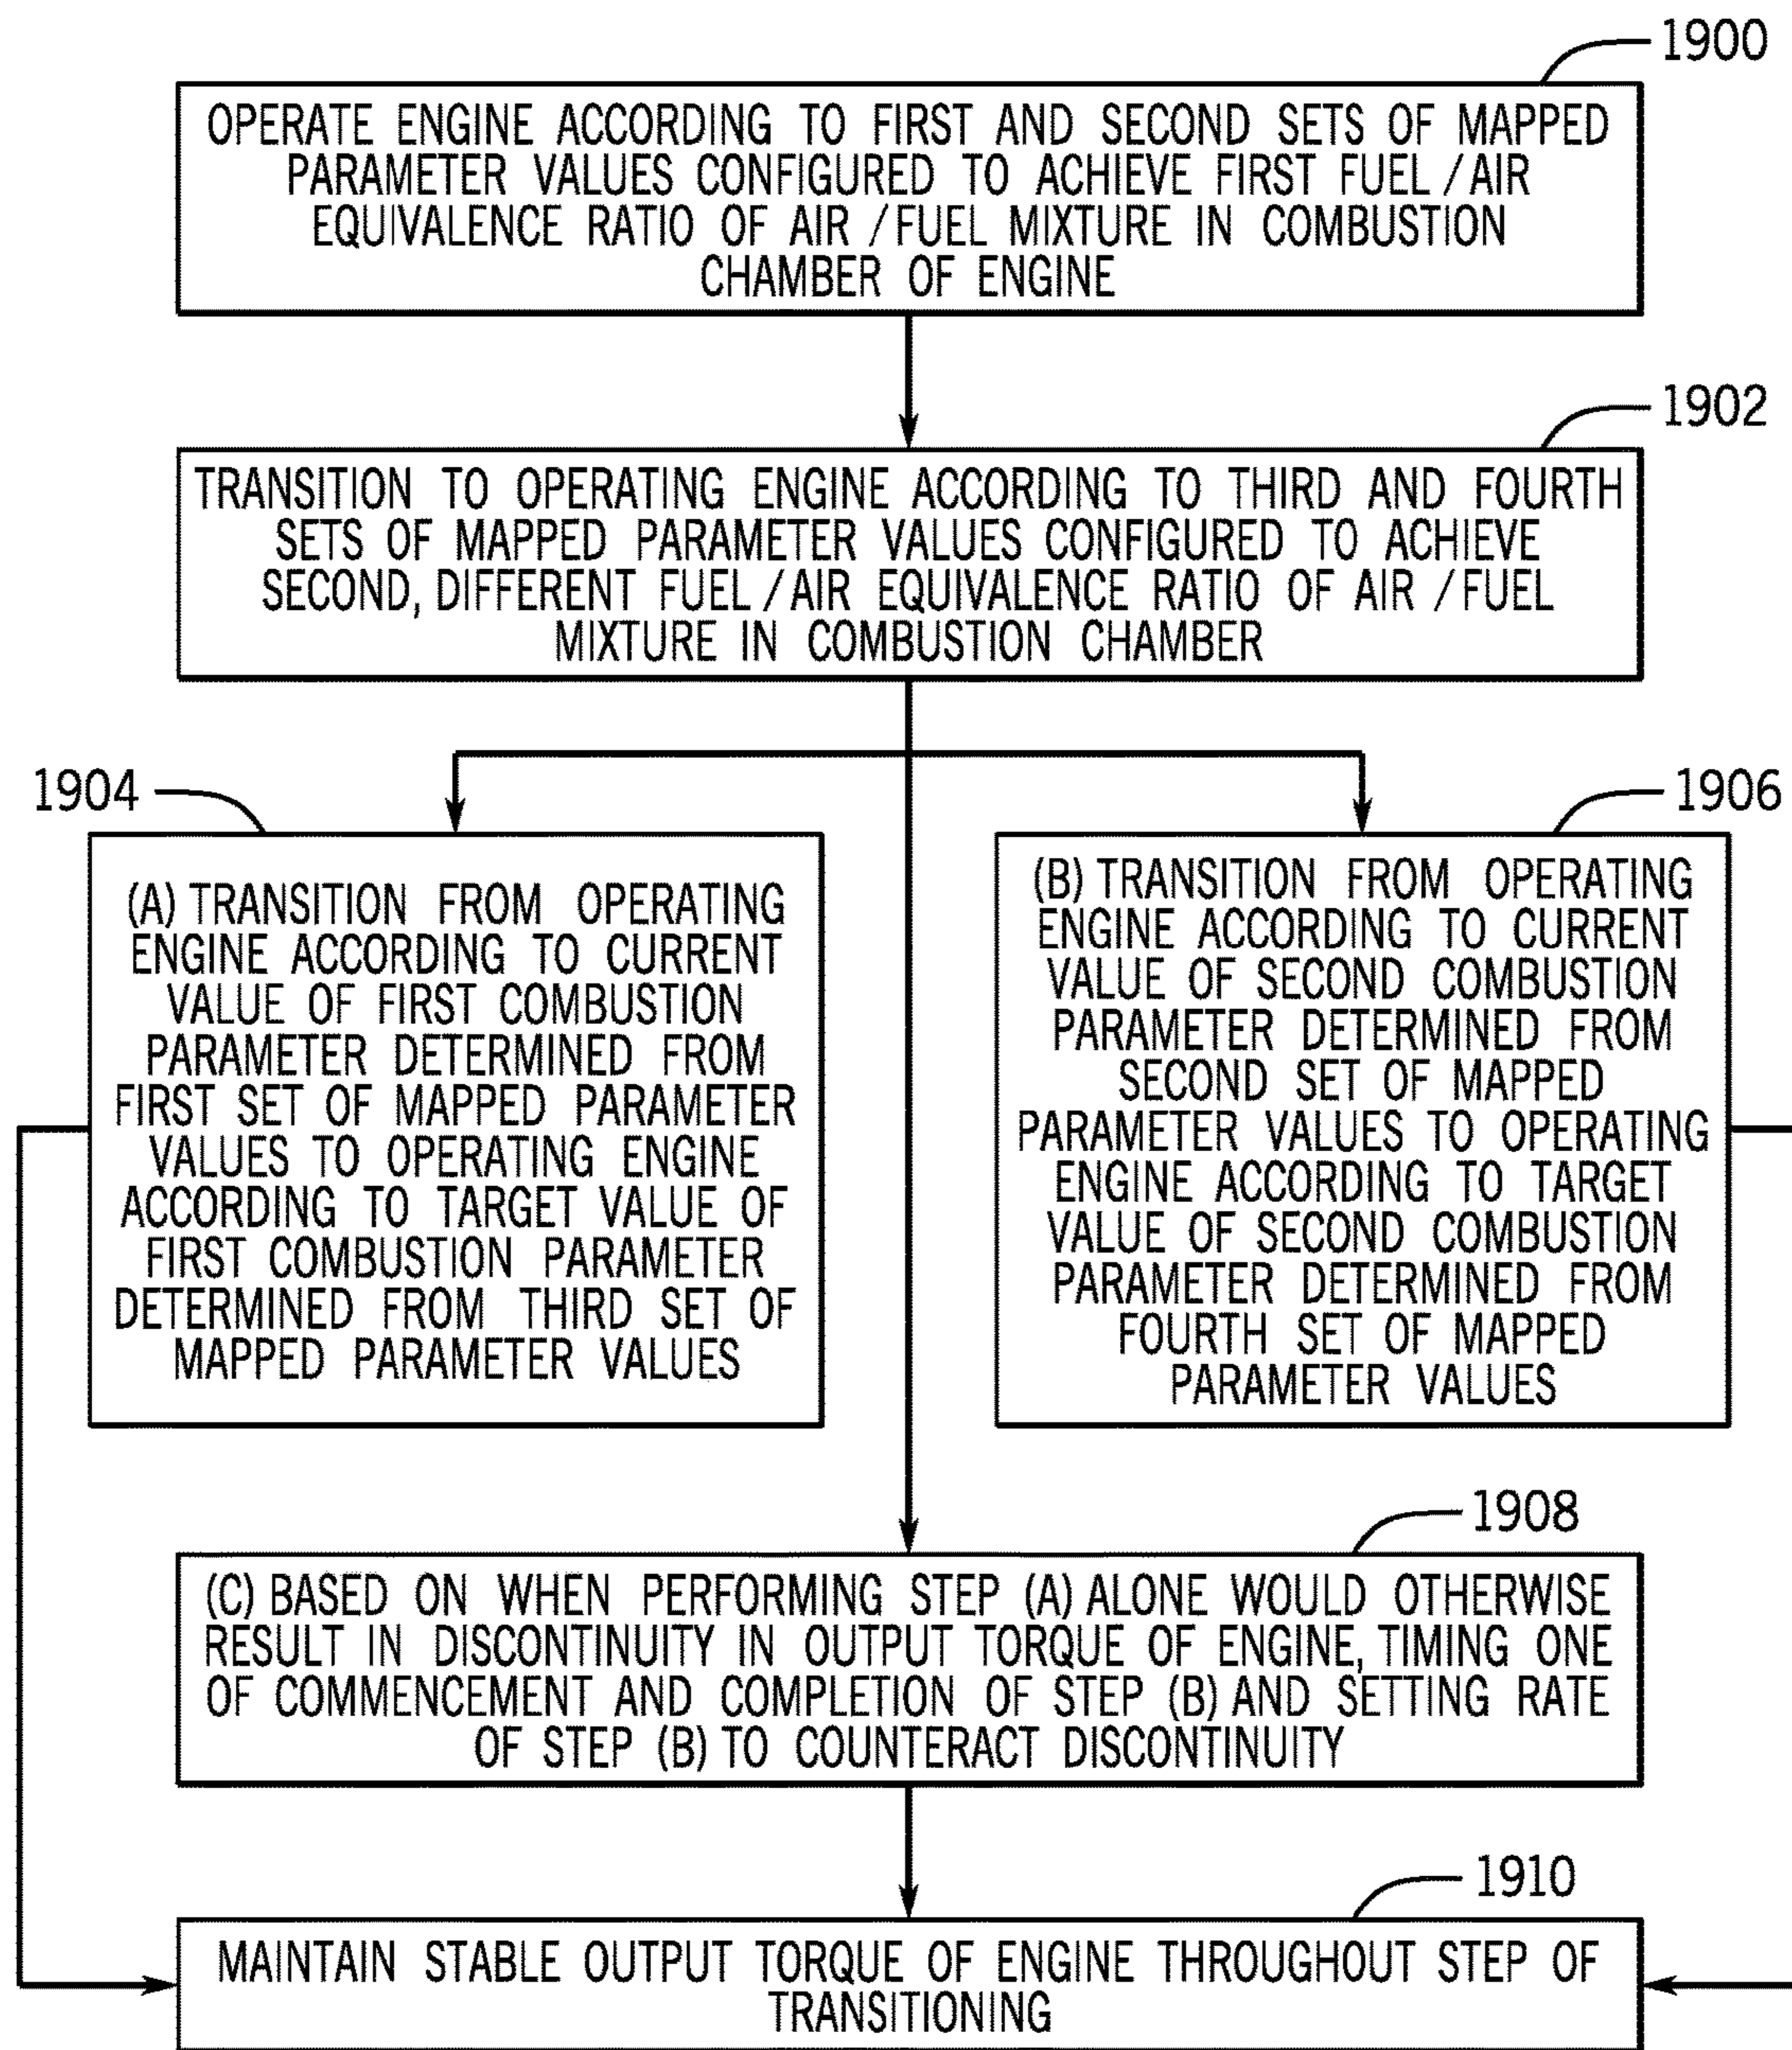 1900
OPERATE ENGINE ACCORDING TO FIRST AND SECOND SETS OF MAPPED
PARAMETER VALUES CONFIGURED TO ACHIEVE FIRST FUEL/AIR
EQUIVALENCE RATIO OF AIR/FUEL MIXTURE IN COMBUSTION
CHAMBER OF ENGINE
1902
TRANSITION TO OPERATING ENGINE ACCORDING TO THIRD AND FOURTH
SETS OF MAPPED PARAMETER VALUES CONFIGURED TO ACHIEVE
SECOND, DIFFERENT FUEL/AIR EQUIVALENCE RATIO OF AIR/FUEL
MIXTURE IN COMBUSTION CHAMBER
1904
(A) TRANSITION FROM OPERATING
ENGINE ACCORDING TO CURRENT
VALUE OF FIRST COMBUSTION
PARAMETER DETERMINED FROM
FIRST SET OF MAPPED PARAMETER
VALUES TO OPERATING ENGINE
ACCORDING TO TARGET VALUE OF
FIRST COMBUSTION PARAMETER
DETERMINED FROM THIRD SET OF
MAPPED PARAMETER VALUES
1906
(B) TRANSITION FROM OPERATING
ENGINE ACCORDING TO CURRENT
VALUE OF SECOND COMBUSTION
PARAMETER DETERMINED FROM
SECOND SET OF MAPPED
PARAMETER VALUES TO OPERATING
ENGINE ACCORDING TO TARGET
VALUE OF SECOND COMBUSTION
PARAMETER DETERMINED FROM
FOURTH SET OF MAPPED
PARAMETER VALUES
1908
(C) BASED ON WHEN PERFORMING STEP (A) ALONE WOULD OTHERWISE
RESULT IN DISCONTINUITY IN OUTPUT TORQUE OF ENGINE, TIMING ONE
OF COMMENCEMENT AND COMPLETION OF STEP (B) AND SETTING RATE
OF STEP (B) TO COUNTERACT DISCONTINUITY
1910
MAINTAIN STABLE OUTPUT TORQUE OF ENGINE THROUGHOUT STEP OF
TRANSITIONING